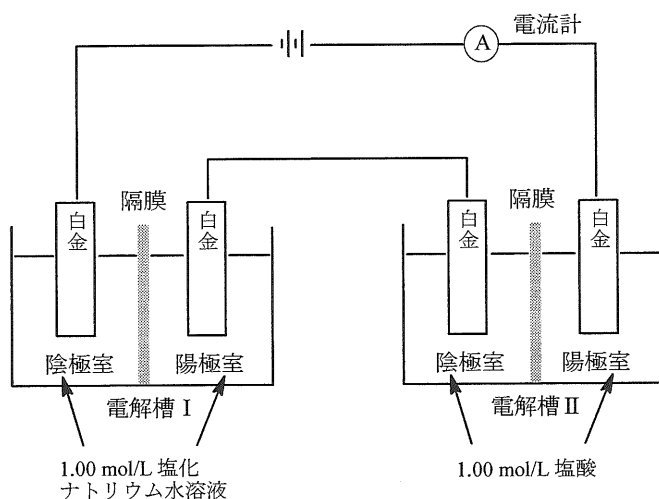 電流計
A
隔膜
隔膜
白金
白金
白金
白金
陰極室
陽極室
陰極室
陽極室
電解槽 I
電解槽 II
1.00 mol/L 塩化
ナトリウム水溶液
1.00 mol/L 塩酸